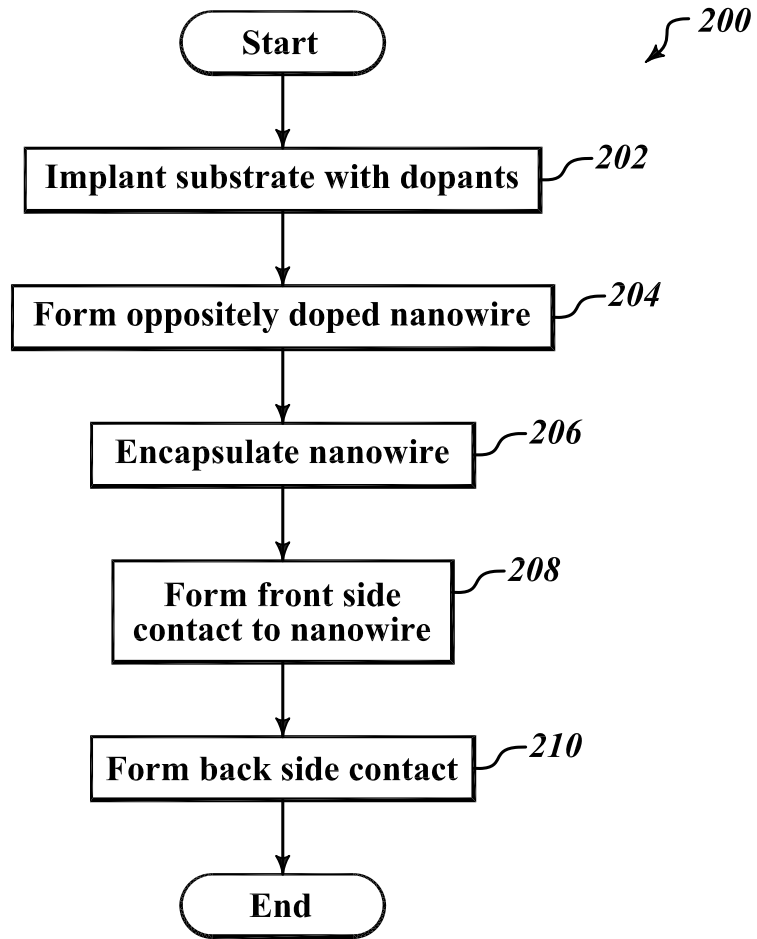 Start
200
Implant substrate with dopants
202
Form oppositely doped nanowire
204
Encapsulate nanowire
206
Form front side
contact to nanowire
208
Form back side contact
210
End